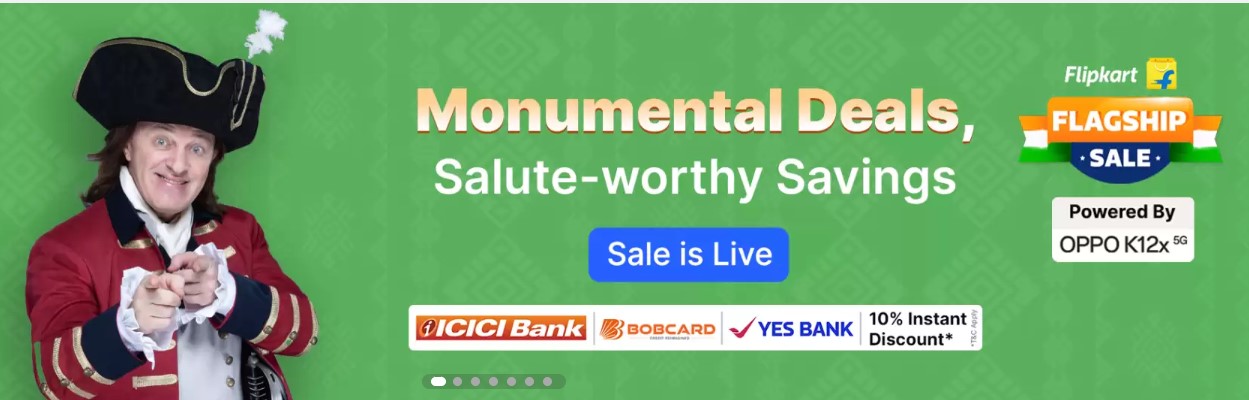 Monumental Deals,
Salute-worthy Savings
Sale is Live
ICICI Bank
BOBCARD
YES BANK
10% Instant
Discount*
*T&C Apply
Flipkart
FLAGSHIP
SALE
Powered By
OPPO K12x 5G